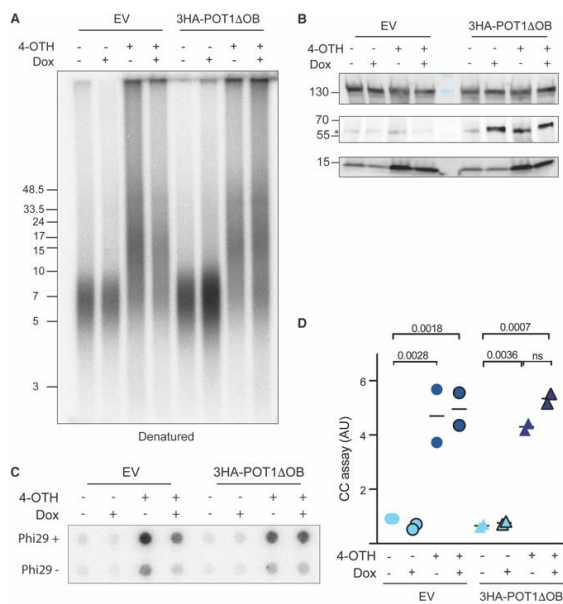 A
EV 3HA-POT1ΔOB
4-OTH - - + + - - + +
Dox - + - + - + - +
48.5
33.5
24
17
15
10
7
5
3
Denatured
B
EV 3HA-POT1ΔOB
4-OTH - - + + - - + +
Dox - + - + - + - +
130
70
55
15
C
EV 3HA-POT1ΔOB
4-OTH - - + + - - + +
Dox - + - + - + - +
Phi29 +
Phi29 -
D
0.0018 0.0007
0.0028 0.0036 ns
CC assay (AU)
6
4
2
0
4-OTH - - + + - - + +
Dox - + - + - + - +
EV 3HA-POT1ΔOB